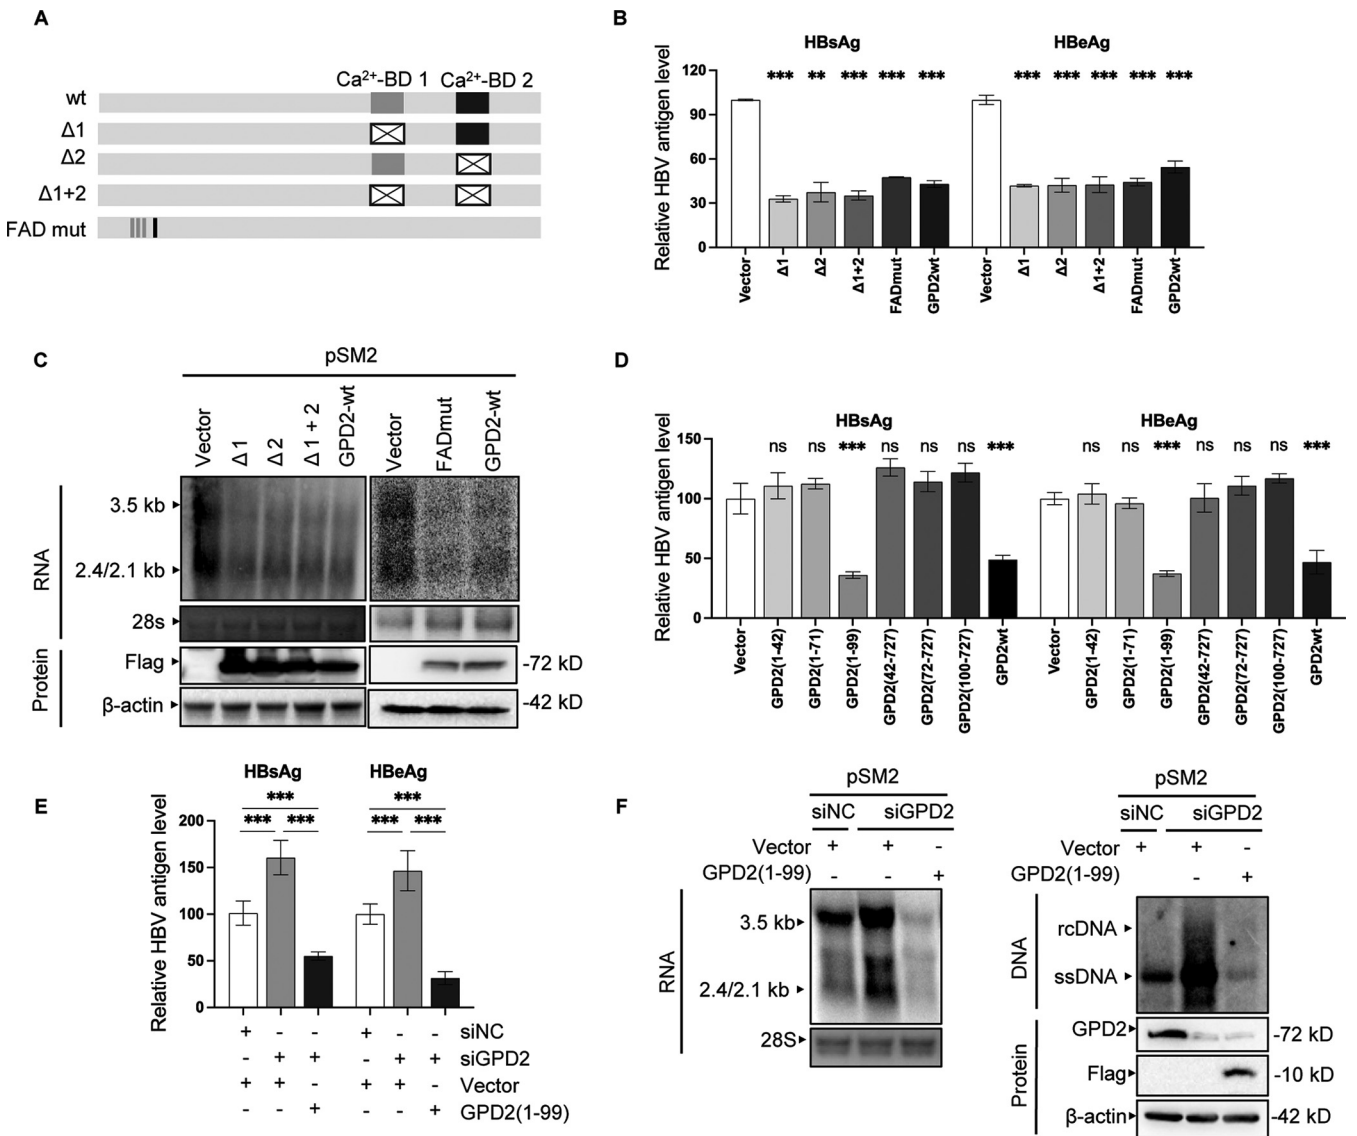 A
Ca²⁺-BD 1 Ca²⁺-BD 2
wt
Δ1
Δ2
Δ1+2
FAD mut
B
HBsAg HBeAg
Relative HBV antigen level
120
90
60
30
0
*** ** *** *** *** *** *** *** *** ***
Vector Δ1 Δ2 Δ1+2 FADmut GPD2wt Vector Δ1 Δ2 Δ1+2 FADmut GPD2wt
C
pSM2
Vector Δ1 Δ2 Δ1 + 2 GPD2-wt Vector FADmut GPD2-wt
RNA
3.5 kb
2.4/2.1 kb
28s
Protein
Flag -72 kD
β-actin -42 kD
D
HBsAg HBeAg
Relative HBV antigen level
150
100
50
0
ns ns *** ns ns ns *** ns ns *** ns ns ns ***
Vector GPD2(1-42) GPD2(1-71) GPD2(1-99) GPD2(42-727) GPD2(72-727) GPD2(100-727) GPD2wt Vector GPD2(1-42) GPD2(1-71) GPD2(1-99) GPD2(42-727) GPD2(72-727) GPD2(100-727) GPD2wt
E
HBsAg HBeAg
Relative HBV antigen level
200
150
100
50
0
*** ***
*** *** *** ***
+ - - + - - siNC
- + + - + + siGPD2
+ + - + + - Vector
- - + - - + GPD2(1-99)
F
pSM2
siNC siGPD2
Vector + + -
GPD2(1-99) - - +
RNA
3.5 kb
2.4/2.1 kb
28S
pSM2
siNC siGPD2
Vector + + -
GPD2(1-99) - +
DNA
rcDNA
ssDNA
Protein
GPD2 -72 kD
Flag -10 kD
β-actin -42 kD